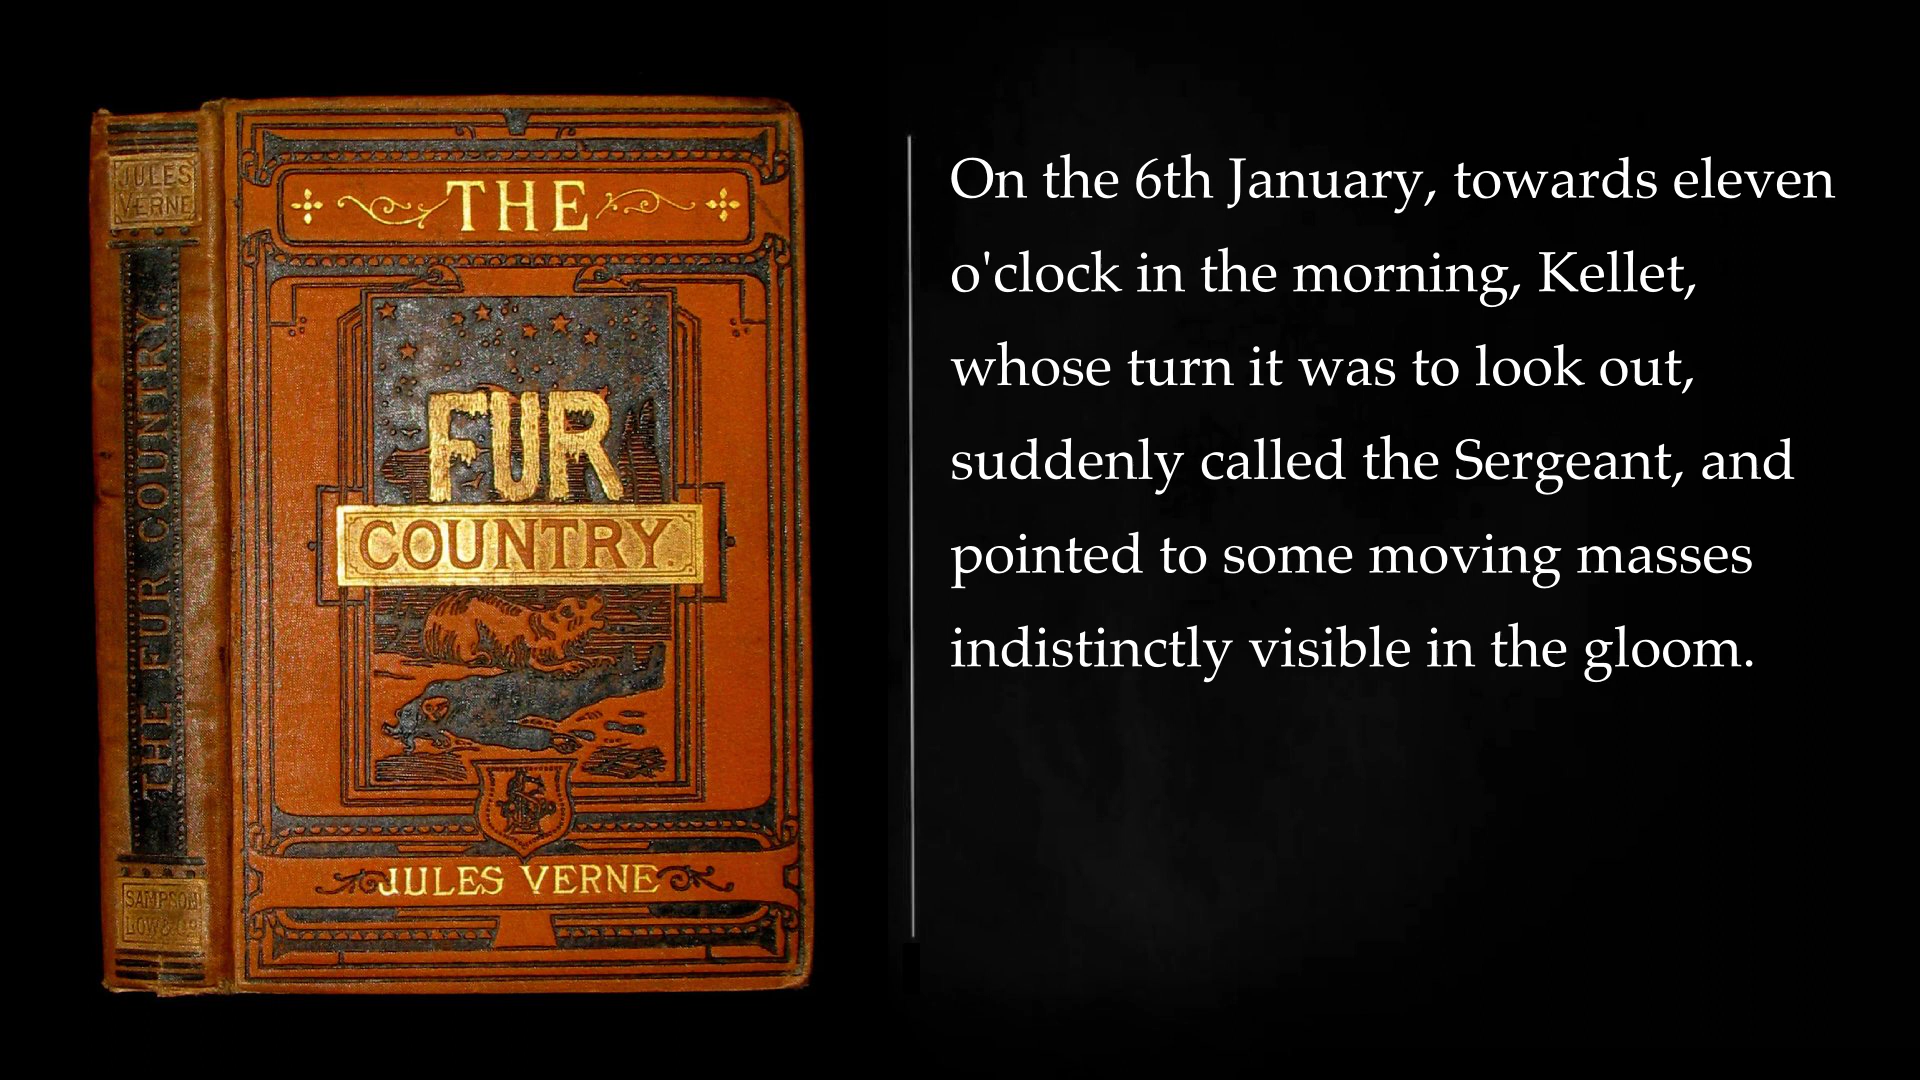 JULES
VERNE
THE FUR COUNTRY.
SAMPSON
LOW & Co
THE
FUR
COUNTRY.
JULES VERNE
On the 6th January, towards eleven
o'clock in the morning, Kellet,
whose turn it was to look out,
suddenly called the Sergeant, and
pointed to some moving masses
indistinctly visible in the gloom.